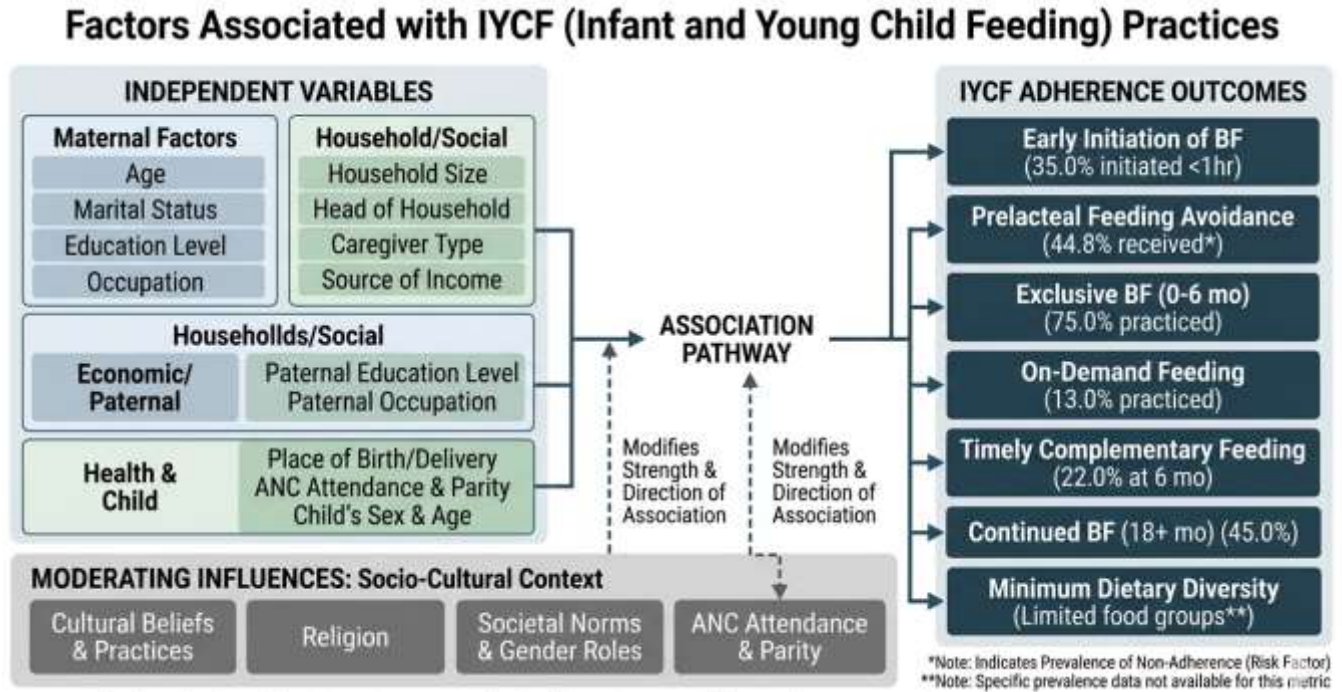 Factors Associated with IYCF (Infant and Young Child Feeding) Practices
INDEPENDENT VARIABLES
Maternal Factors
Age
Marital Status
Education Level
Occupation
Household/Social
Household Size
Head of Household
Caregiver Type
Source of Income
Househollds/Social
Economic/
Paternal
Paternal Education Level
Paternal Occupation
Health &
Child
Place of Birth/Delivery
ANC Attendance & Parity
Child's Sex & Age
ASSOCIATION
PATHWAY
Modifies
Strength &
Direction of
Association
Modifies
Strength &
Direction of
Association
MODERATING INFLUENCES: Socio-Cultural Context
Cultural Beliefs
& Practices
Religion
Societal Norms
& Gender Roles
ANC Attendance
& Parity
IYCF ADHERENCE OUTCOMES
Early Initiation of BF
(35.0% initiated <1hr)
Prelacteal Feeding Avoidance
(44.8% received*)
Exclusive BF (0-6 mo)
(75.0% practiced)
On-Demand Feeding
(13.0% practiced)
Timely Complementary Feeding
(22.0% at 6 mo)
Continued BF (18+ mo) (45.0%)
Minimum Dietary Diversity
(Limited food groups**)
*Note: Indicates Prevalence of Non-Adherence (Risk Factor)
**Note: Specific prevalence data not available for this metric